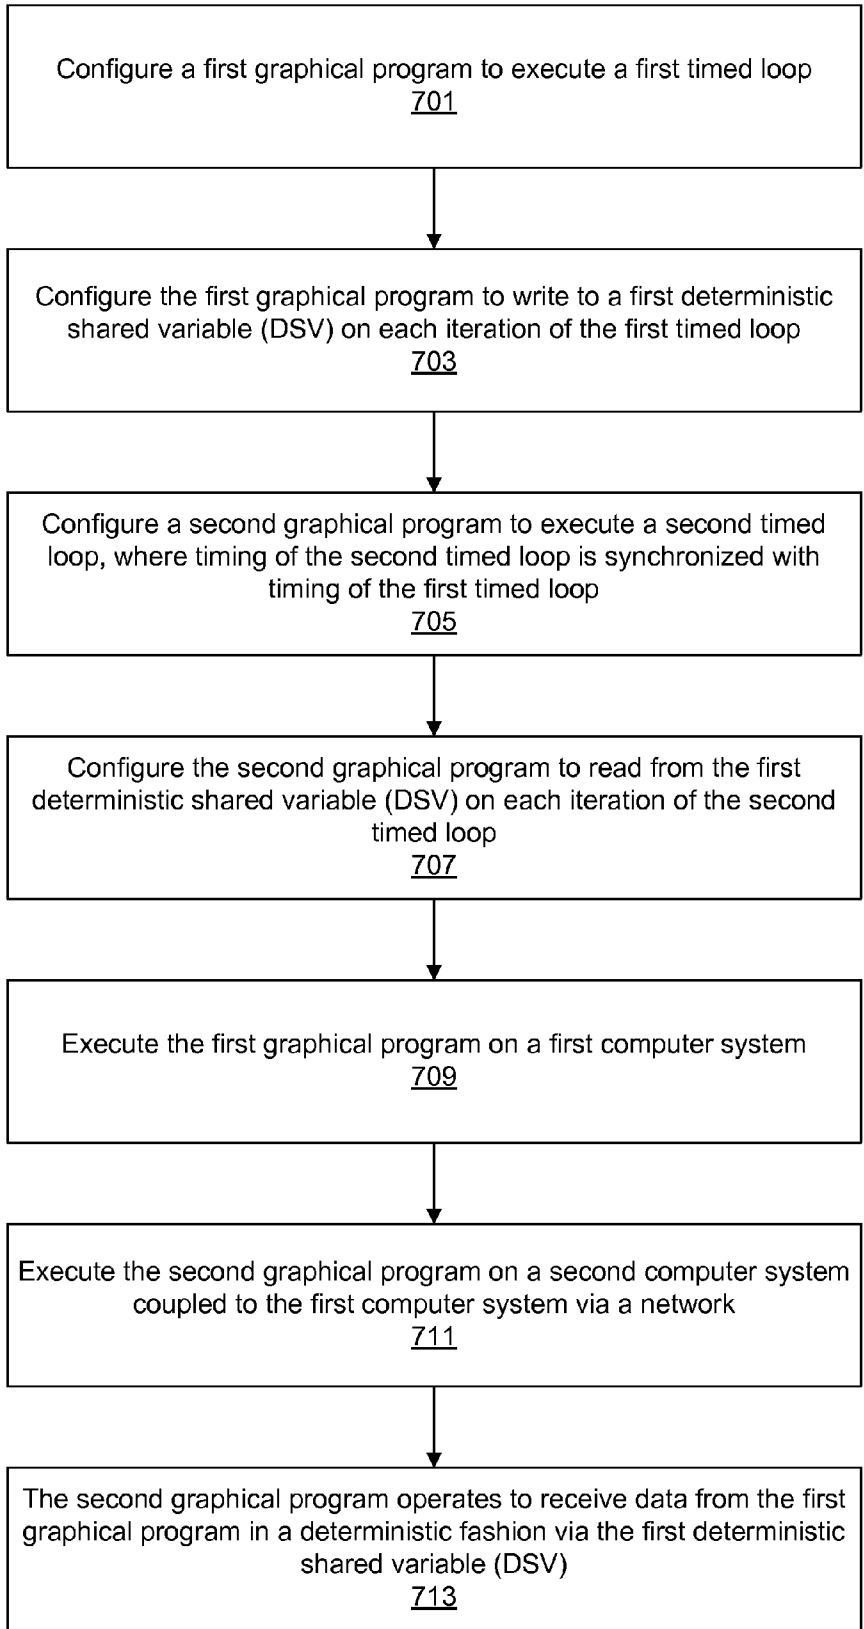 Configure a first graphical program to execute a first timed loop
701
Configure the first graphical program to write to a first deterministic
shared variable (DSV) on each iteration of the first timed loop
703
Configure a second graphical program to execute a second timed
loop, where timing of the second timed loop is synchronized with
timing of the first timed loop
705
Configure the second graphical program to read from the first
deterministic shared variable (DSV) on each iteration of the second
timed loop
707
Execute the first graphical program on a first computer system
709
Execute the second graphical program on a second computer system
coupled to the first computer system via a network
711
The second graphical program operates to receive data from the first
graphical program in a deterministic fashion via the first deterministic
shared variable (DSV)
713